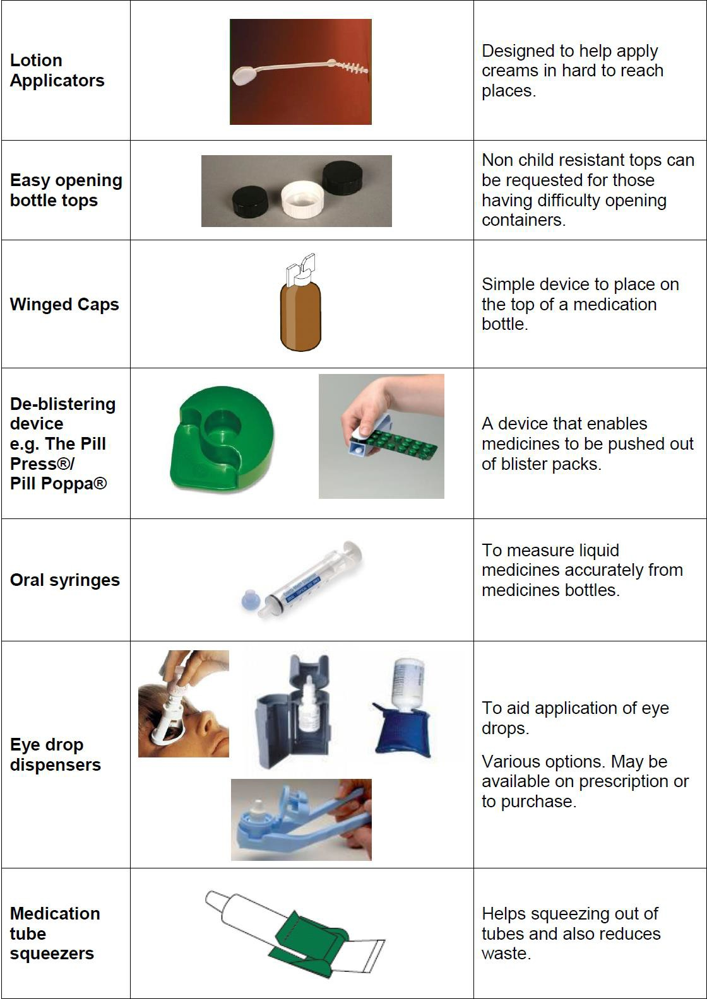 Lotion
Applicators
Designed to help apply
creams in hard to reach
places.
Easy opening
bottle tops
Non child resistant tops can
be requested for those
having difficulty opening
containers.
Winged Caps
Simple device to place on
the top of a medication
bottle.
De-blistering
device
e.g. The Pill
Press®/
Pill Poppa®
A device that enables
medicines to be pushed out
of blister packs.
Oral syringes
To measure liquid
medicines accurately from
medicines bottles.
Eye drop
dispensers
To aid application of eye
drops.
Various options. May be
available on prescription or
to purchase.
Medication
tube
squeezers
Helps squeezing out of
tubes and also reduces
waste.